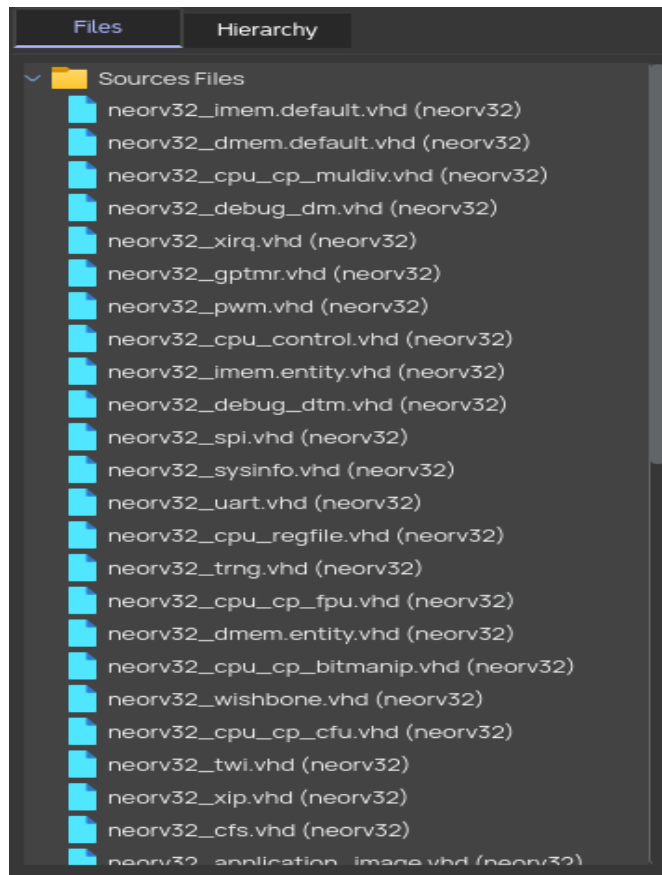 Files
Hierarchy
Sources Files
neorv32_imem.default.vhd (neorv32)
neorv32_dmem.default.vhd (neorv32)
neorv32_cpu_cp_muldiv.vhd (neorv32)
neorv32_debug_dm.vhd (neorv32)
neorv32_xirq.vhd (neorv32)
neorv32_gptmr.vhd (neorv32)
neorv32_pwm.vhd (neorv32)
neorv32_cpu_control.vhd (neorv32)
neorv32_imem.entity.vhd (neorv32)
neorv32_debug_dtm.vhd (neorv32)
neorv32_spi.vhd (neorv32)
neorv32_sysinfo.vhd (neorv32)
neorv32_uart.vhd (neorv32)
neorv32_cpu_regfile.vhd (neorv32)
neorv32_trng.vhd (neorv32)
neorv32_cpu_cp_fpu.vhd (neorv32)
neorv32_dmem.entity.vhd (neorv32)
neorv32_cpu_cp_bitmanip.vhd (neorv32)
neorv32_wishbone.vhd (neorv32)
neorv32_cpu_cp_cfu.vhd (neorv32)
neorv32_twi.vhd (neorv32)
neorv32_xip.vhd (neorv32)
neorv32_cfs.vhd (neorv32)
neorv32_application_image.vhd (neorv32)